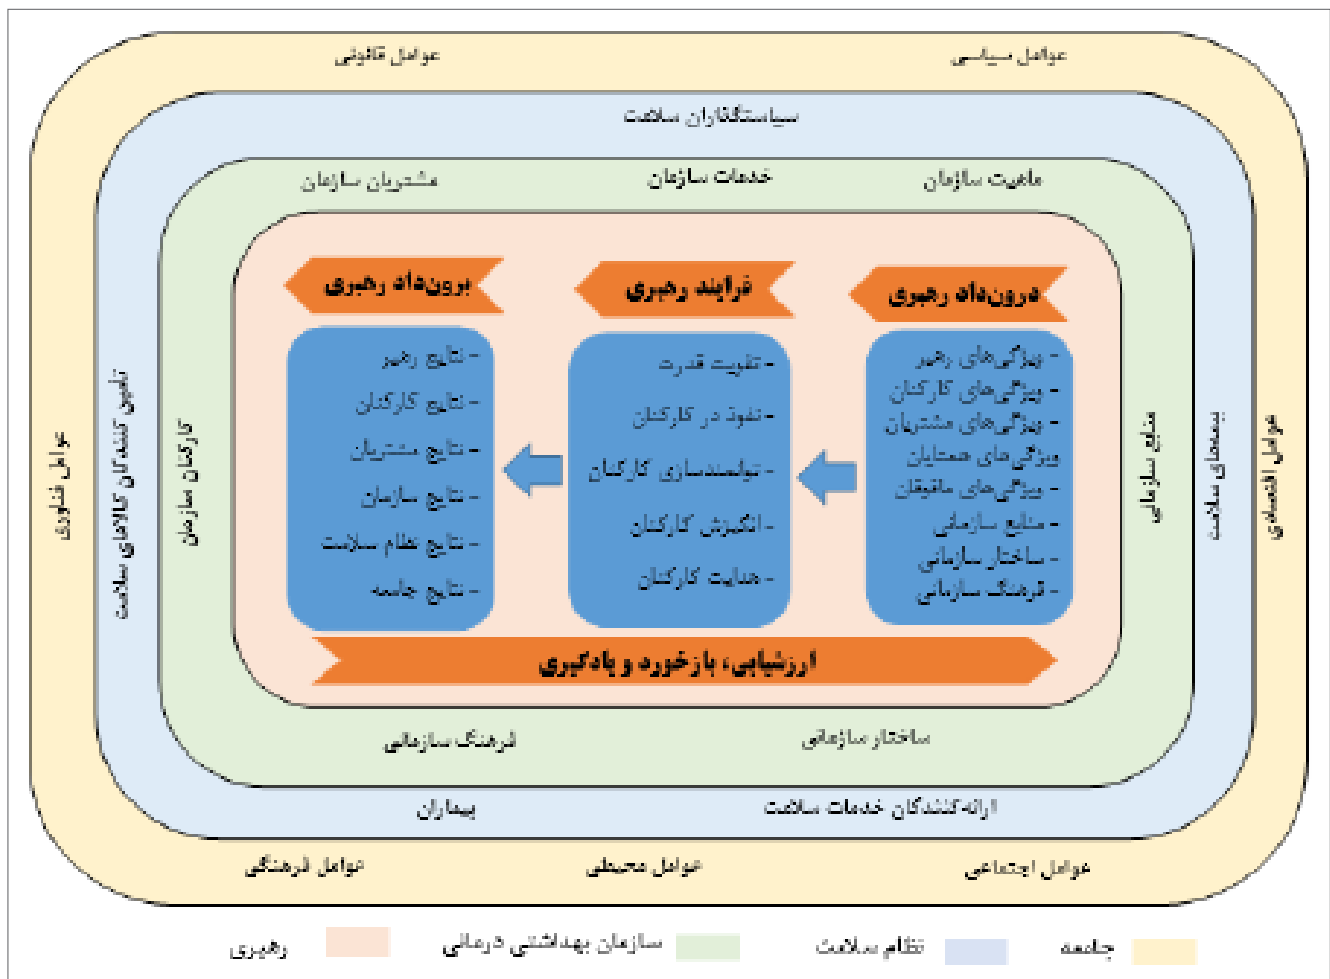 عوامل سیاسی
عوامل قانونی
سیاستگذاران سلامت
ماهیت سازمان
خدمات سازمان
مشتریان سازمان
درون‌داد رهبری
فرایند رهبری
برون‌داد رهبری
- ویژگی‌های رهبر
- ویژگی‌های کارکنان
- ویژگی‌های مشتریان
ویژگی‌های همتایان
- ویژگی‌های مافوقان
- منابع سازمانی
- ساختار سازمانی
- فرهنگ سازمانی
- تقویت قدرت
- نفوذ در کارکنان
- توانمندسازی کارکنان
- انگیزش کارکنان
- هدایت کارکنان
- نتایج رهبر
- نتایج کارکنان
- نتایج مشتریان
- نتایج سازمان
- نتایج نظام سلامت
- نتایج جامعه
ارزشیابی، بازخورد و یادگیری
منابع سازمانی
بیمه‌های سلامت
عوامل اقتصادی
کارکنان سازمان
تامین کنندگان کالاهای سلامت
عوامل فناوری
ساختار سازمانی
فرهنگ سازمانی
ارائه‌کنندگان خدمات سلامت
بیماران
عوامل اجتماعی
عوامل محیطی
عوامل فرهنگی
جامعه
نظام سلامت
سازمان بهداشتی درمانی
رهبری